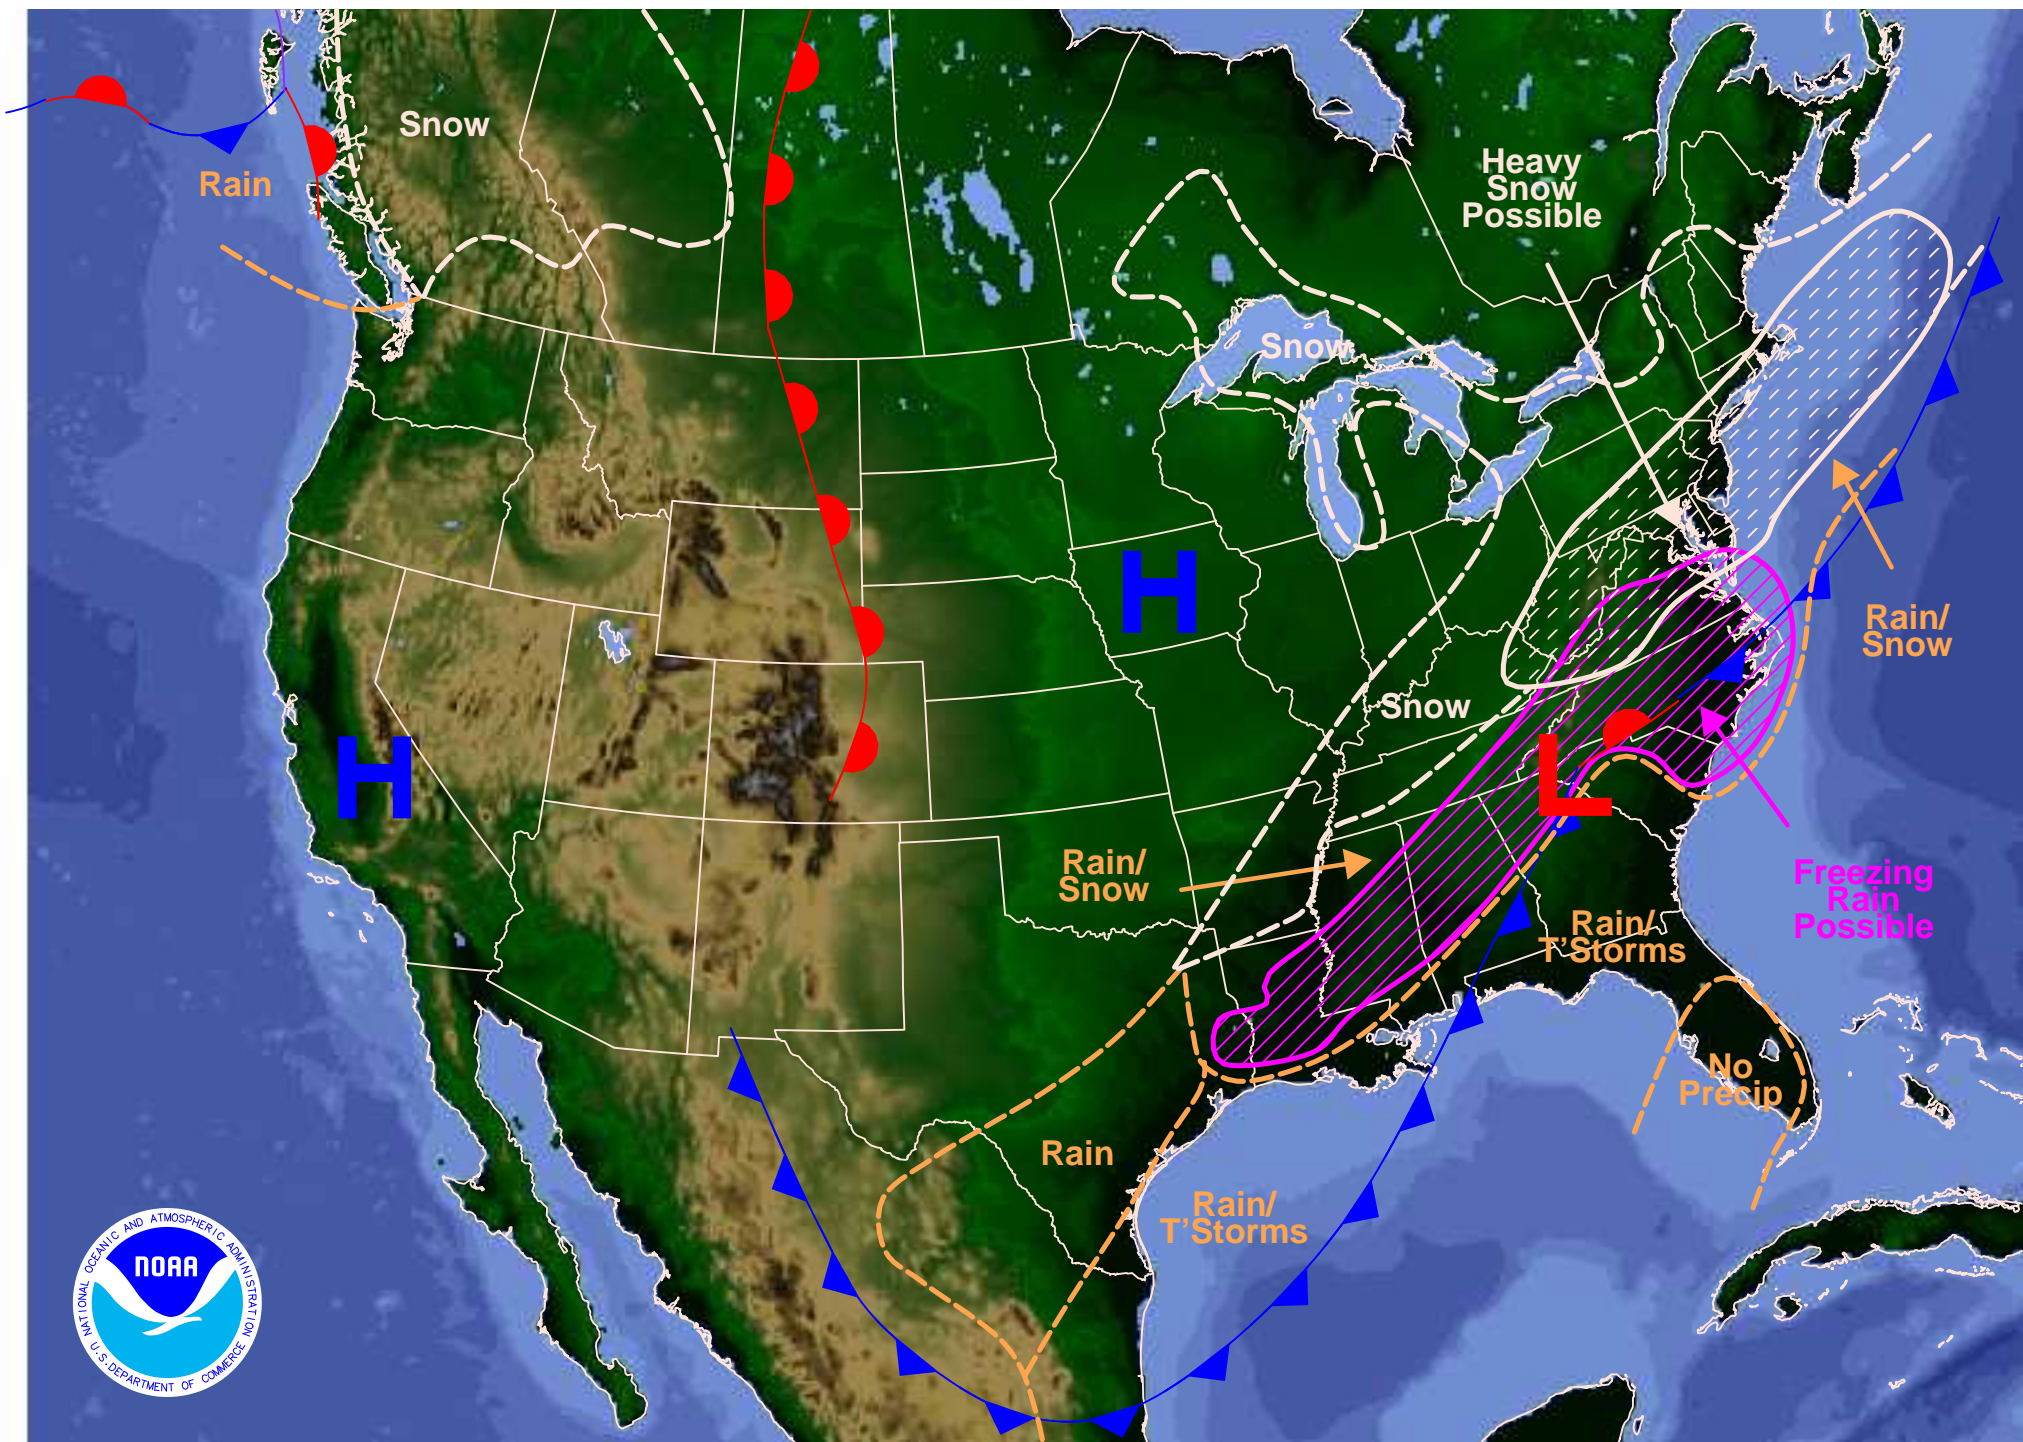 Snow
Rain
Heavy
Snow
Possible
Snow
H
Rain/
Snow
Snow
H
L
Rain/
Snow
Freezing
Rain
Possible
Rain/
T'Storms
No
Precip
Rain
Rain/
T'Storms
NATIONAL OCEANIC AND ATMOSPHERIC ADMINISTRATION
NOAA
U.S. DEPARTMENT OF COMMERCE